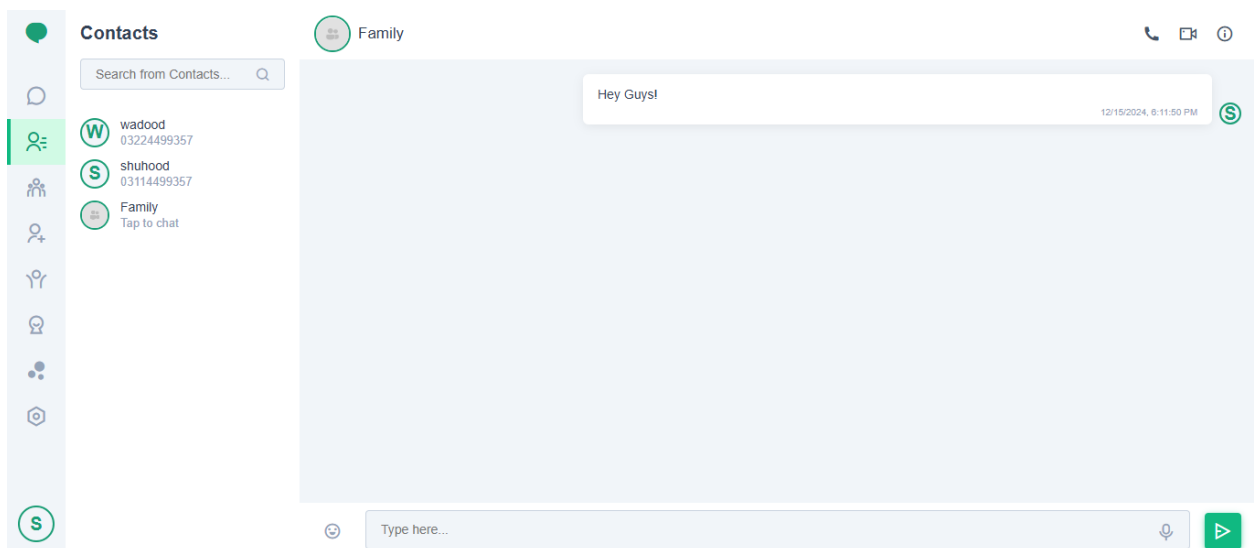 Contacts
Search from Contacts...
W
wadood
03224499357
S
shuhood
03114499357
Family
Tap to chat
S
Family
Hey Guys!
12/15/2024, 6:11:50 PM
S
Type here...